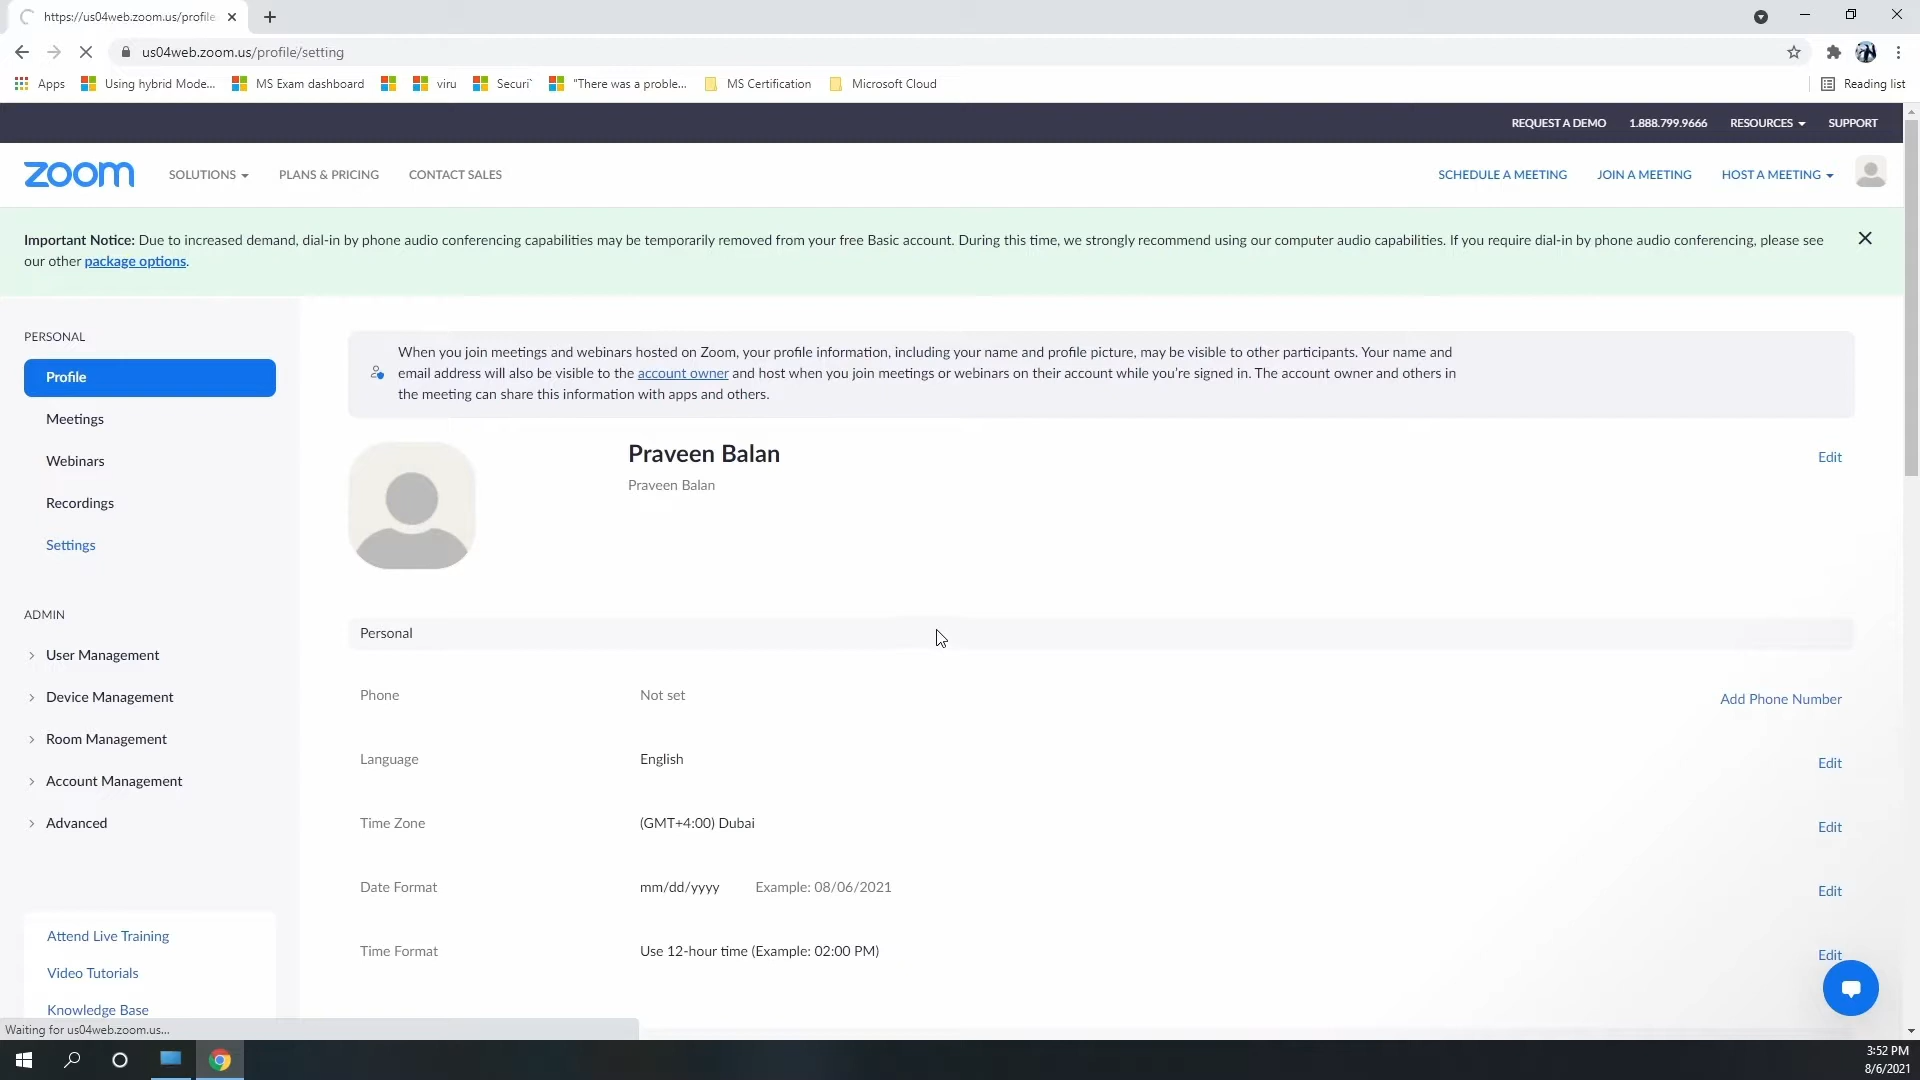 https://us04web.zoom.us/profile
us04web.zoom.us/profile/setting
Apps Using hybrid Mode... MS Exam dashboard viru Securi` "There was a proble... MS Certification Microsoft Cloud Reading list
REQUEST A DEMO 1.888.799.9666 RESOURCES SUPPORT
zoom SOLUTIONS PLANS & PRICING CONTACT SALES SCHEDULE A MEETING JOIN A MEETING HOST A MEETING
Important Notice: Due to increased demand, dial-in by phone audio conferencing capabilities may be temporarily removed from your free Basic account. During this time, we strongly recommend using our computer audio capabilities. If you require dial-in by phone audio conferencing, please see
our other package options.
PERSONAL
Profile
Meetings
Webinars
Recordings
Settings
ADMIN
User Management
Device Management
Room Management
Account Management
Advanced
Attend Live Training
Video Tutorials
Knowledge Base
When you join meetings and webinars hosted on Zoom, your profile information, including your name and profile picture, may be visible to other participants. Your name and
email address will also be visible to the account owner and host when you join meetings or webinars on their account while you're signed in. The account owner and others in
the meeting can share this information with apps and others.
Praveen Balan Edit
Praveen Balan
Personal
Phone Not set Add Phone Number
Language English Edit
Time Zone (GMT+4:00) Dubai Edit
Date Format mm/dd/yyyy Example: 08/06/2021 Edit
Time Format Use 12-hour time (Example: 02:00 PM) Edit
Waiting for us04web.zoom.us...
3:52 PM
8/6/2021